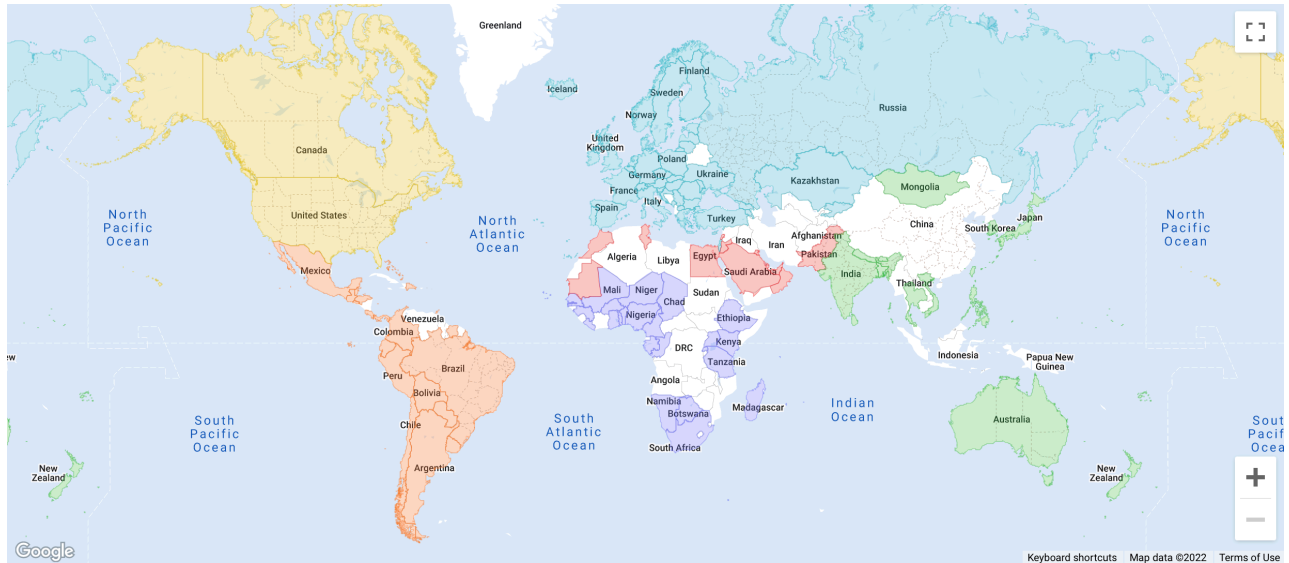 Greenland
Finland
Iceland
Sweden
Russia
Norway
United
Kingdom
Canada
Poland
Germany
Ukraine
Kazakhstan
Mongolia
France
Italy
Spain
United States
Turkey
North
Pacific
Ocean
North
Atlantic
Ocean
Japan
North
Pacific
Ocean
China
South Korea
Afghanistan
Iraq
Iran
Algeria
Libya
Egypt
Pakistan
Mexico
Saudi Arabia
India
Thailand
Mali
Niger
Chad
Sudan
Nigeria
Ethiopia
Venezuela
Colombia
Kenya
DRC
ew
Indonesia
Papua New
Guinea
Tanzania
Brazil
Peru
Angola
Bolivia
Namibia
Botswana
Madagascar
Indian
Ocean
South
Pacific
Ocean
Chile
South
Atlantic
Ocean
Australia
Sout
Pacif
Ocea
South Africa
Argentina
New
Zealand
New
Zealand
+
−
Google
Keyboard shortcuts
Map data ©2022
Terms of Use